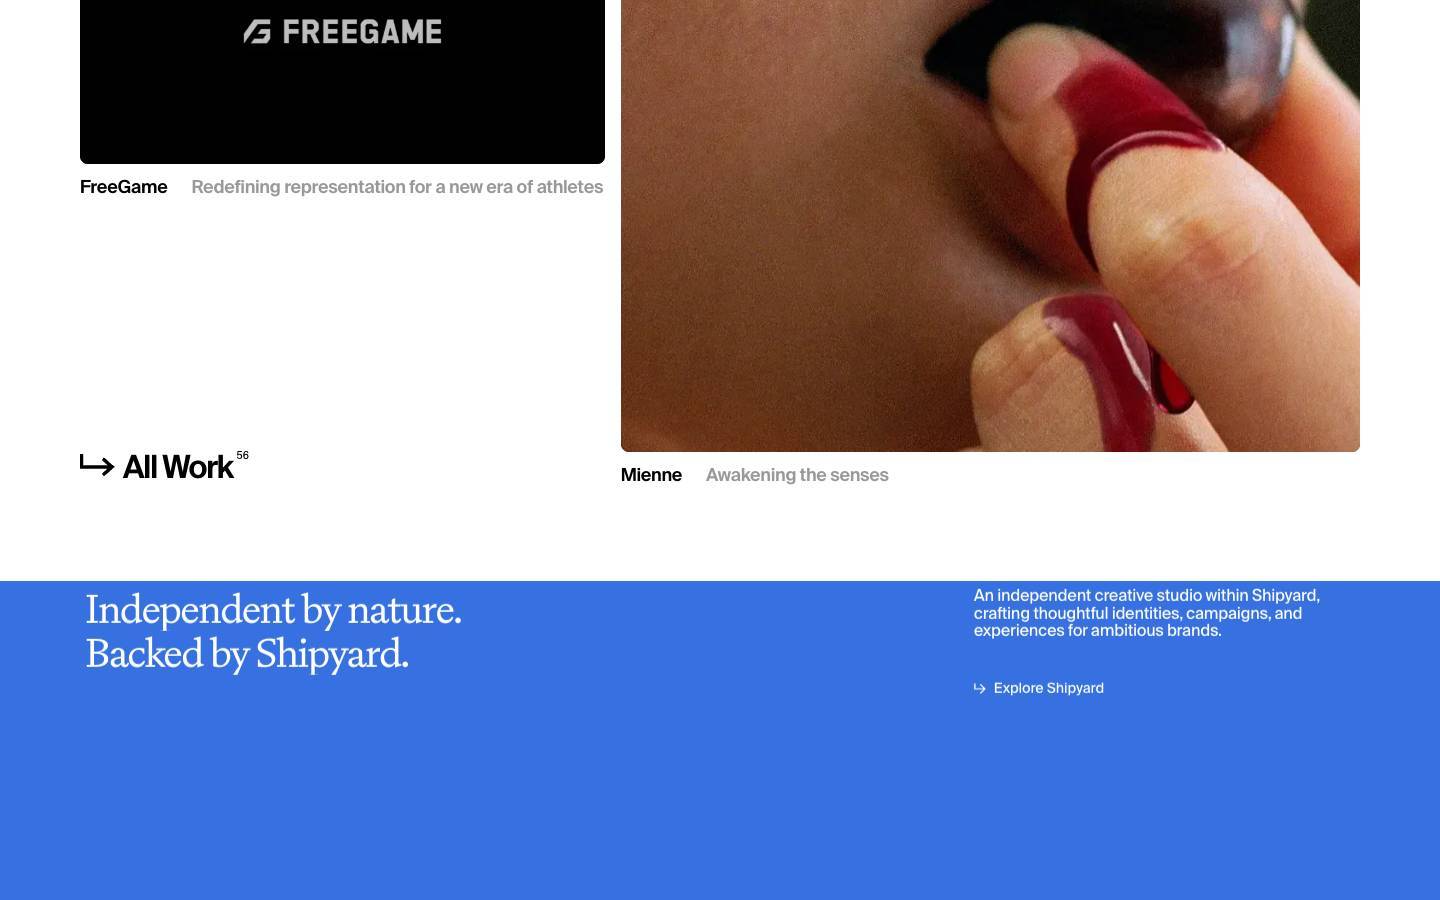 FREEGAME
FreeGame Redefining representation for a new era of athletes
All Work 56
Mienne Awakening the senses
Independent by nature.
Backed by Shipyard.
An independent creative studio within Shipyard,
crafting thoughtful identities, campaigns, and
experiences for ambitious brands.
Explore Shipyard